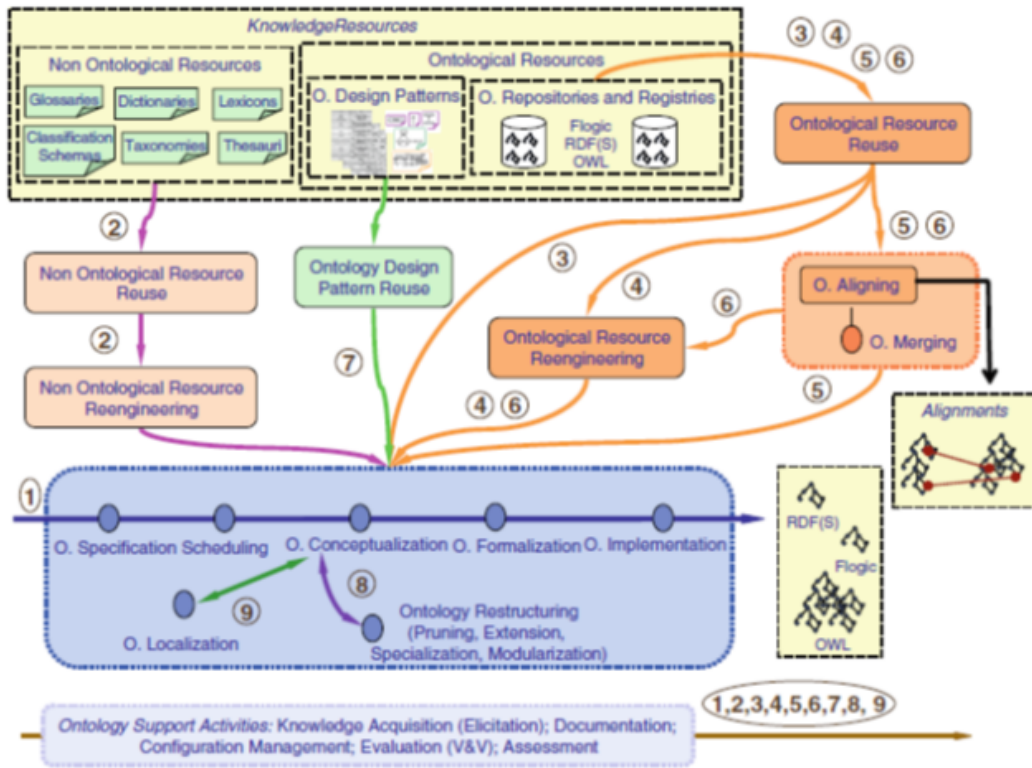 KnowledgeResources
Non Ontological Resources
Glossaries
Dictionaries
Lexicons
Classification
Schemas
Taxonomies
Thesauri
Ontological Resources
O. Design Patterns
O. Repositories and Registries
Flogic
RDF(S)
OWL
3 4
5 6
Ontological Resource
Reuse
2
Non Ontological Resource
Reuse
2
Non Ontological Resource
Reengineering
Ontology Design
Pattern Reuse
7
3
4
Ontological Resource
Reengineering
4 6
5 6
O. Aligning
O. Merging
6
5
Alignments
1
O. Specification
Scheduling
O. Conceptualization
O. Formalization
O. Implementation
9
8
O. Localization
Ontology Restructuring
(Pruning, Extension,
Specialization, Modularization)
RDF(S)
Flogic
OWL
1,2,3,4,5,6,7,8, 9
Ontology Support Activities: Knowledge Acquisition (Elicitation); Documentation;
Configuration Management; Evaluation (V&V); Assessment